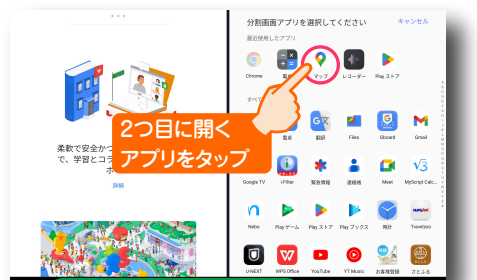 分割画面アプリを選択してください
キャンセル
最近使用したアプリ
Chrome
マップ
レコーダー
Play ストア
すべて
2つ目に開く
アプリをタップ
柔軟で安全かつ
で、学習とコラ
詳細
電卓
翻訳
Files
Gboard
Gmail
Google TV
i-Filter
緊急情報
連絡帳
Meet
MyScript Calc...
Nebo
Play ゲーム
Play ストア
Play ブックス
時計
Travelzoo
U-NEXT
WPS Office
YouTube
YT Music
お客様登録
さとふる